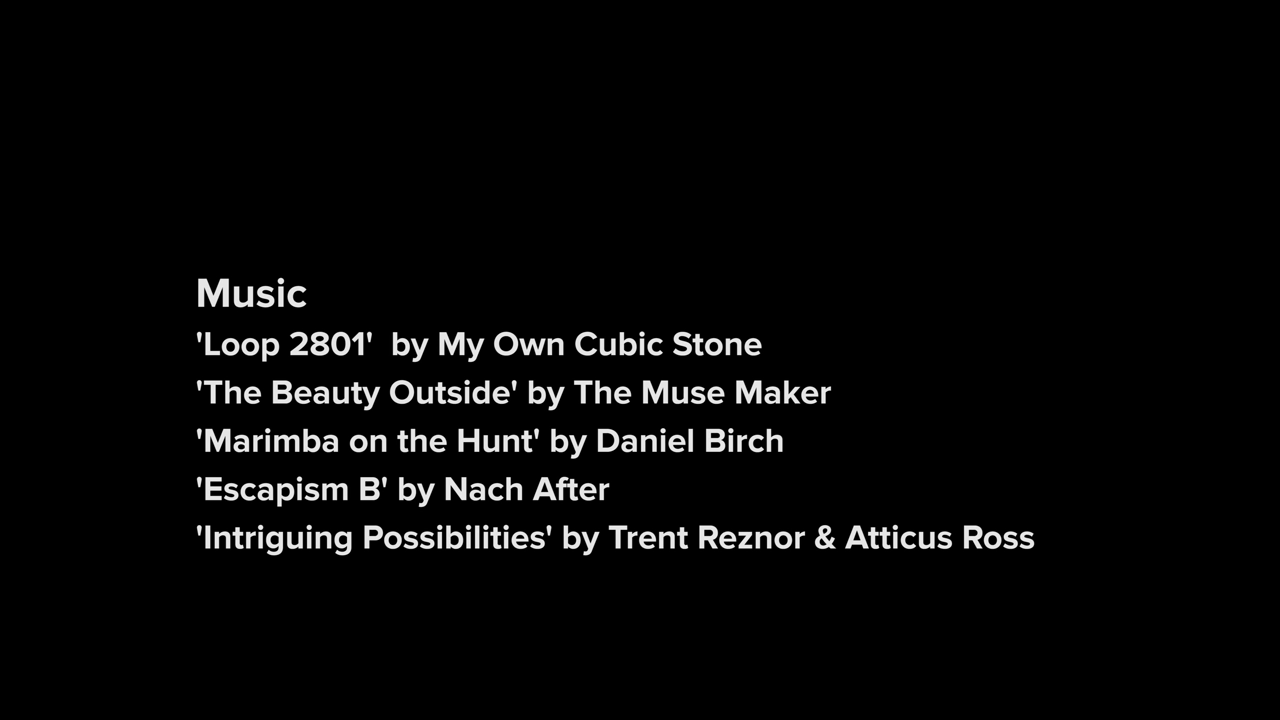 Music
'Loop 2801'  by My Own Cubic Stone
'The Beauty Outside' by The Muse Maker
'Marimba on the Hunt' by Daniel Birch
'Escapism B' by Nach After
'Intriguing Possibilities' by Trent Reznor & Atticus Ross